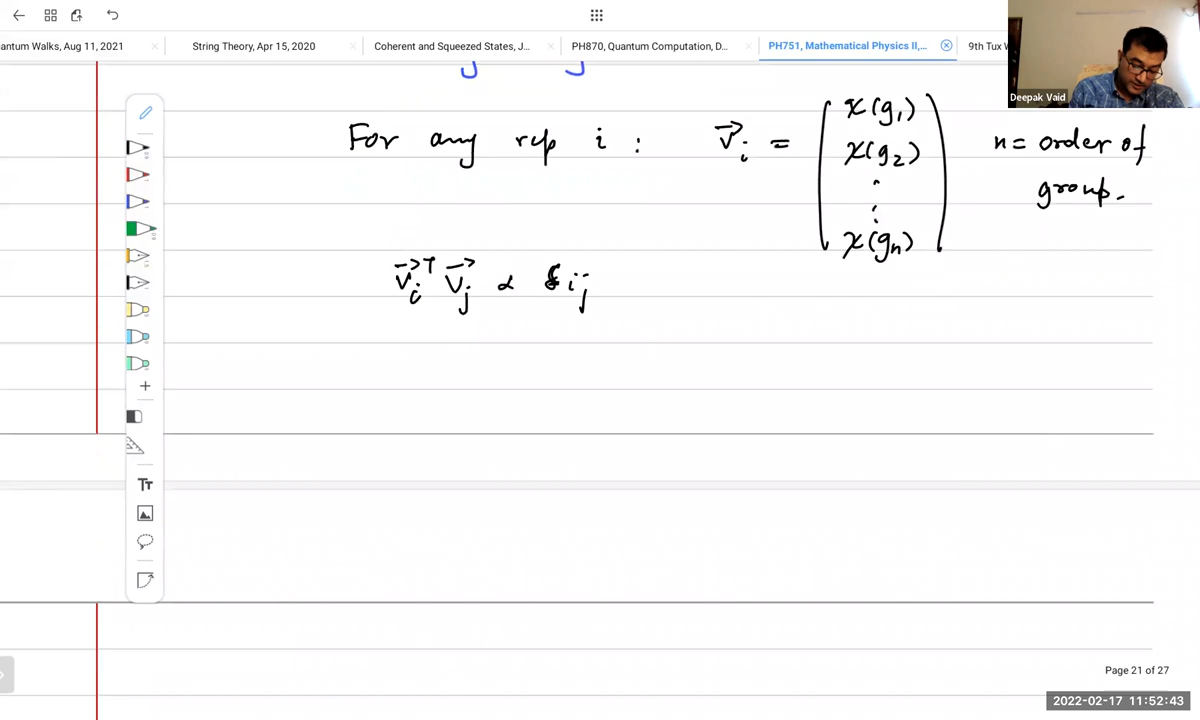 antum Walks, Aug 11, 2021
String Theory, Apr 15, 2020
Coherent and Squeezed States, J...
PH870, Quantum Computation, D...
PH751, Mathematical Physics II,...
9th Tux W
Deepak Vaid
For any rep i : V⃗i = ( χ(g1) n = order of
χ(g2) group.
⋮
χ(gn) )
V⃗i† V⃗j ∝ δij
Tт
Page 21 of 27
2022-02-17 11:52:43